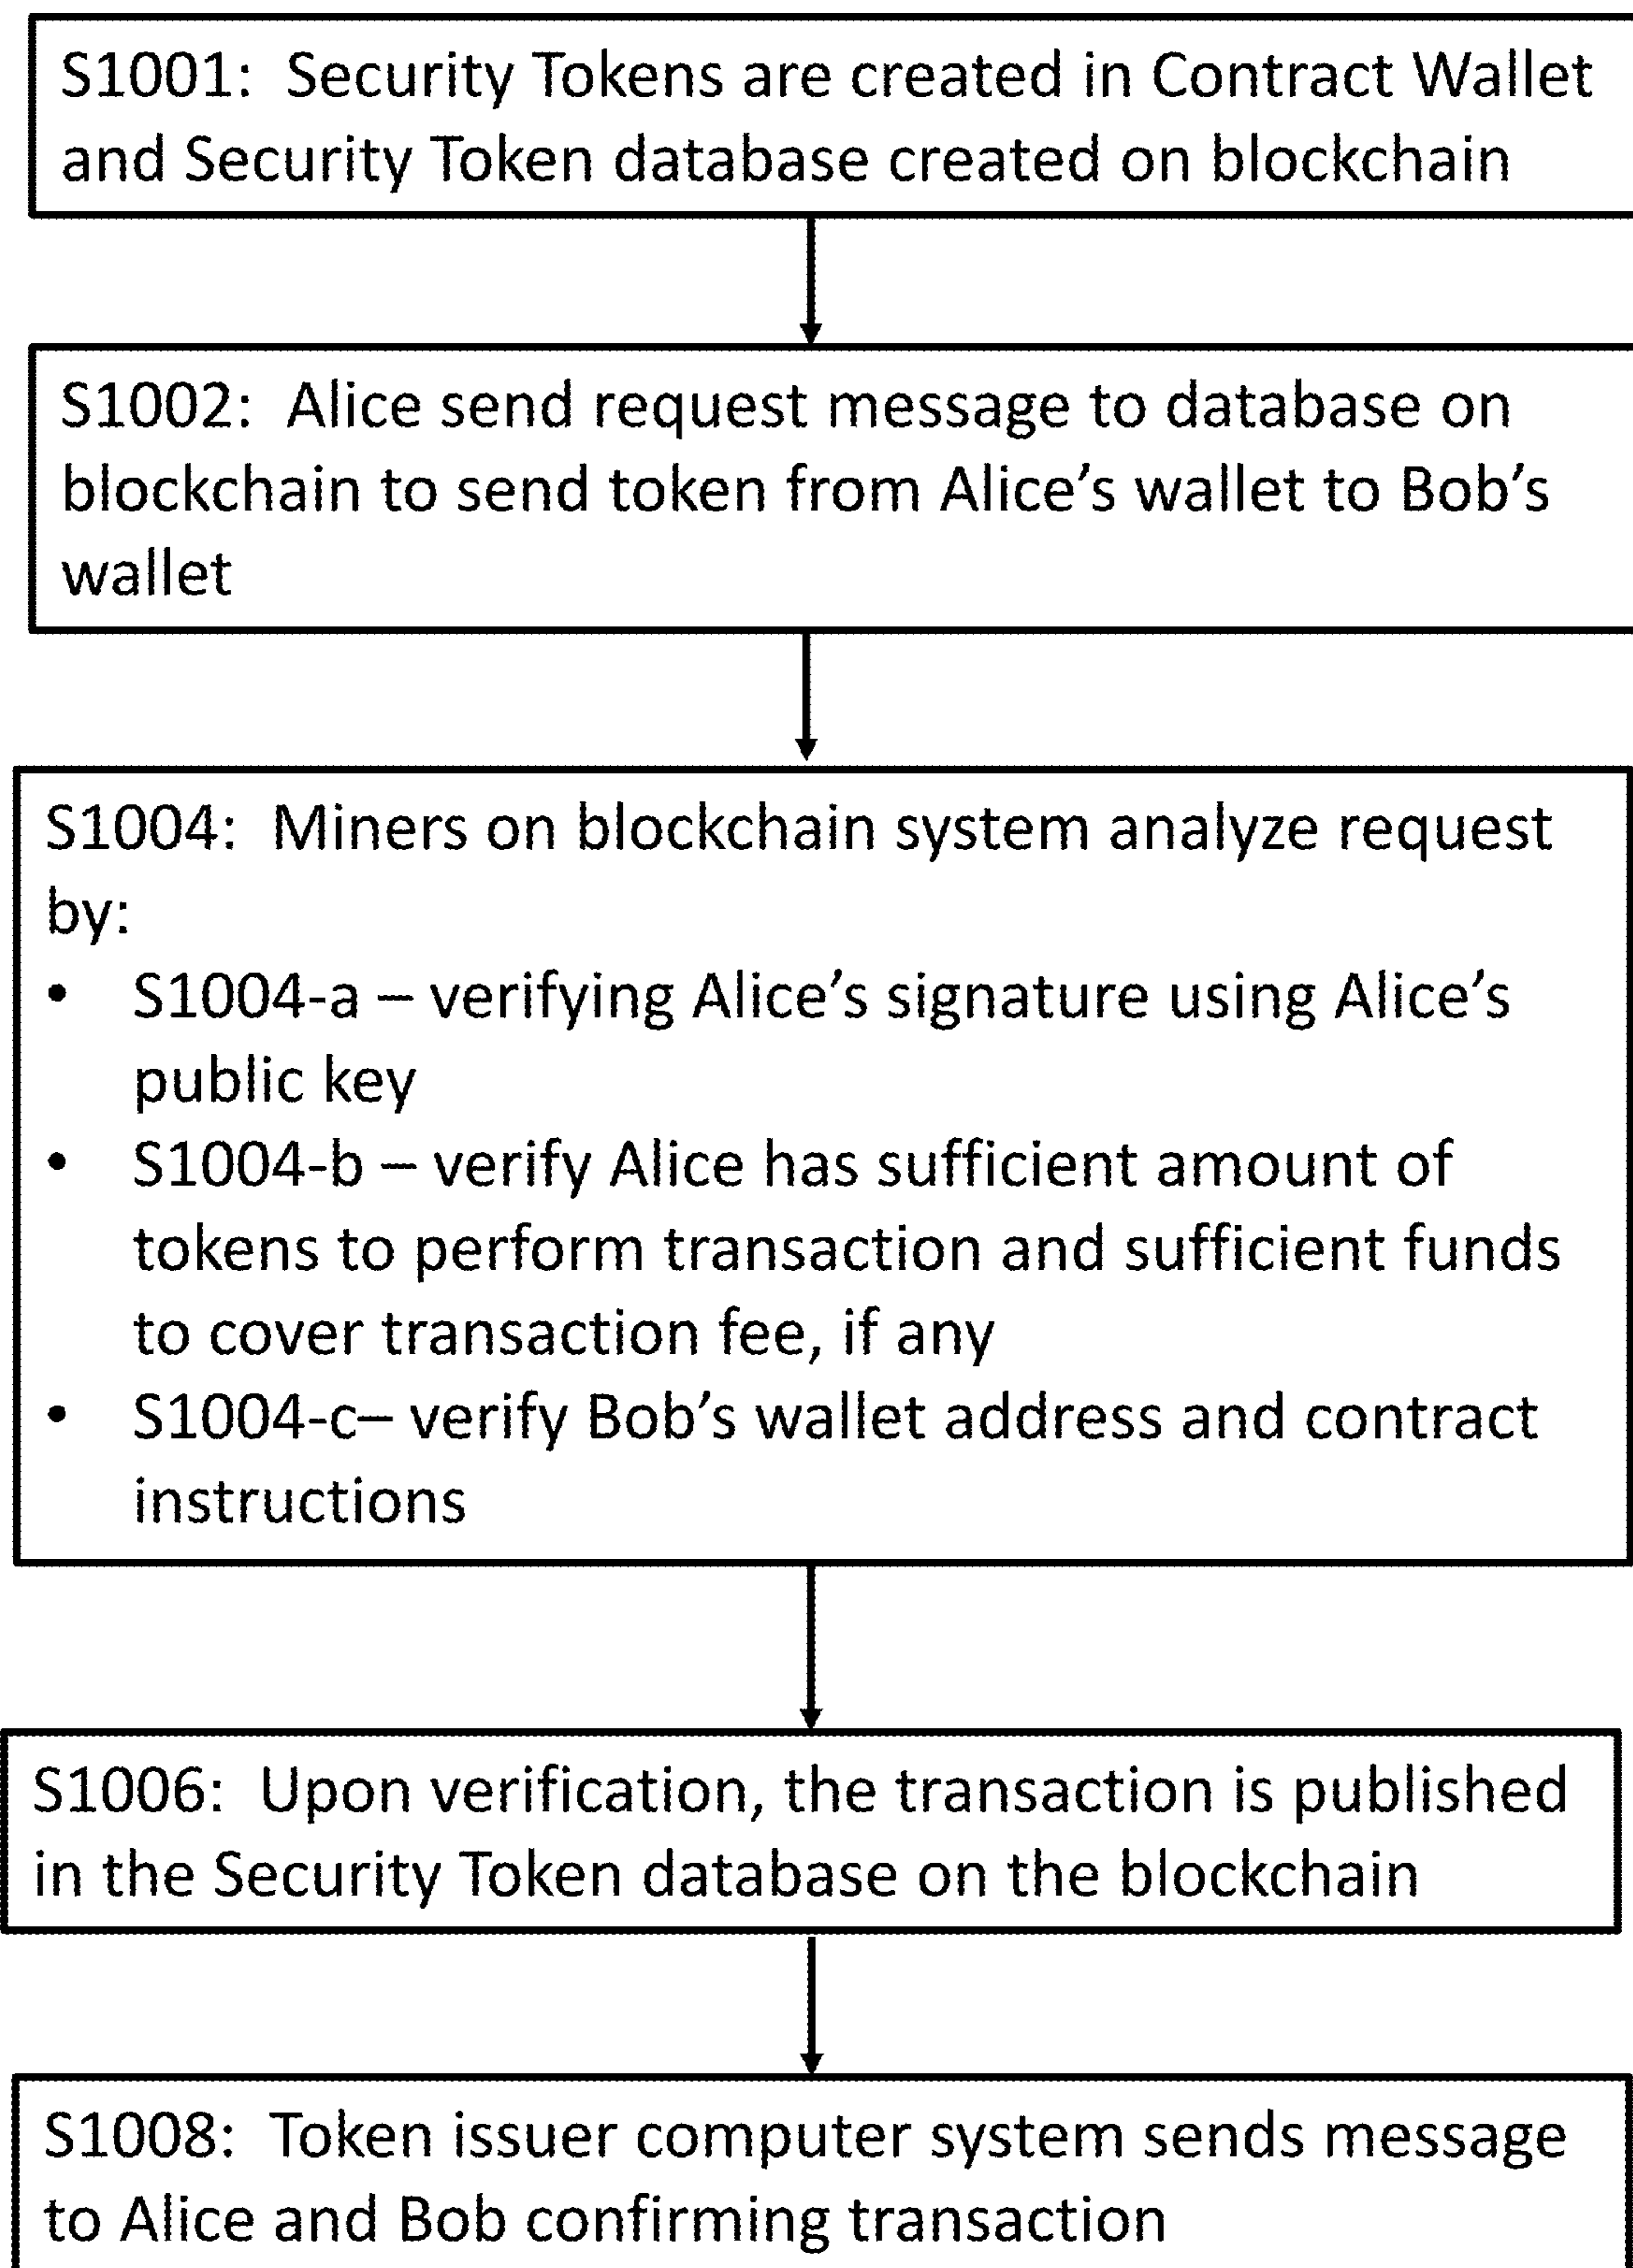 S1001: Security Tokens are created in Contract Wallet
and Security Token database created on blockchain
S1002: Alice send request message to database on
blockchain to send token from Alice’s wallet to Bob’s
wallet
S1004: Miners on blockchain system analyze request
by:
• S1004-a – verifying Alice’s signature using Alice’s
public key
• S1004-b – verify Alice has sufficient amount of
tokens to perform transaction and sufficient funds
to cover transaction fee, if any
• S1004-c– verify Bob’s wallet address and contract
instructions
S1006: Upon verification, the transaction is published
in the Security Token database on the blockchain
S1008: Token issuer computer system sends message
to Alice and Bob confirming transaction